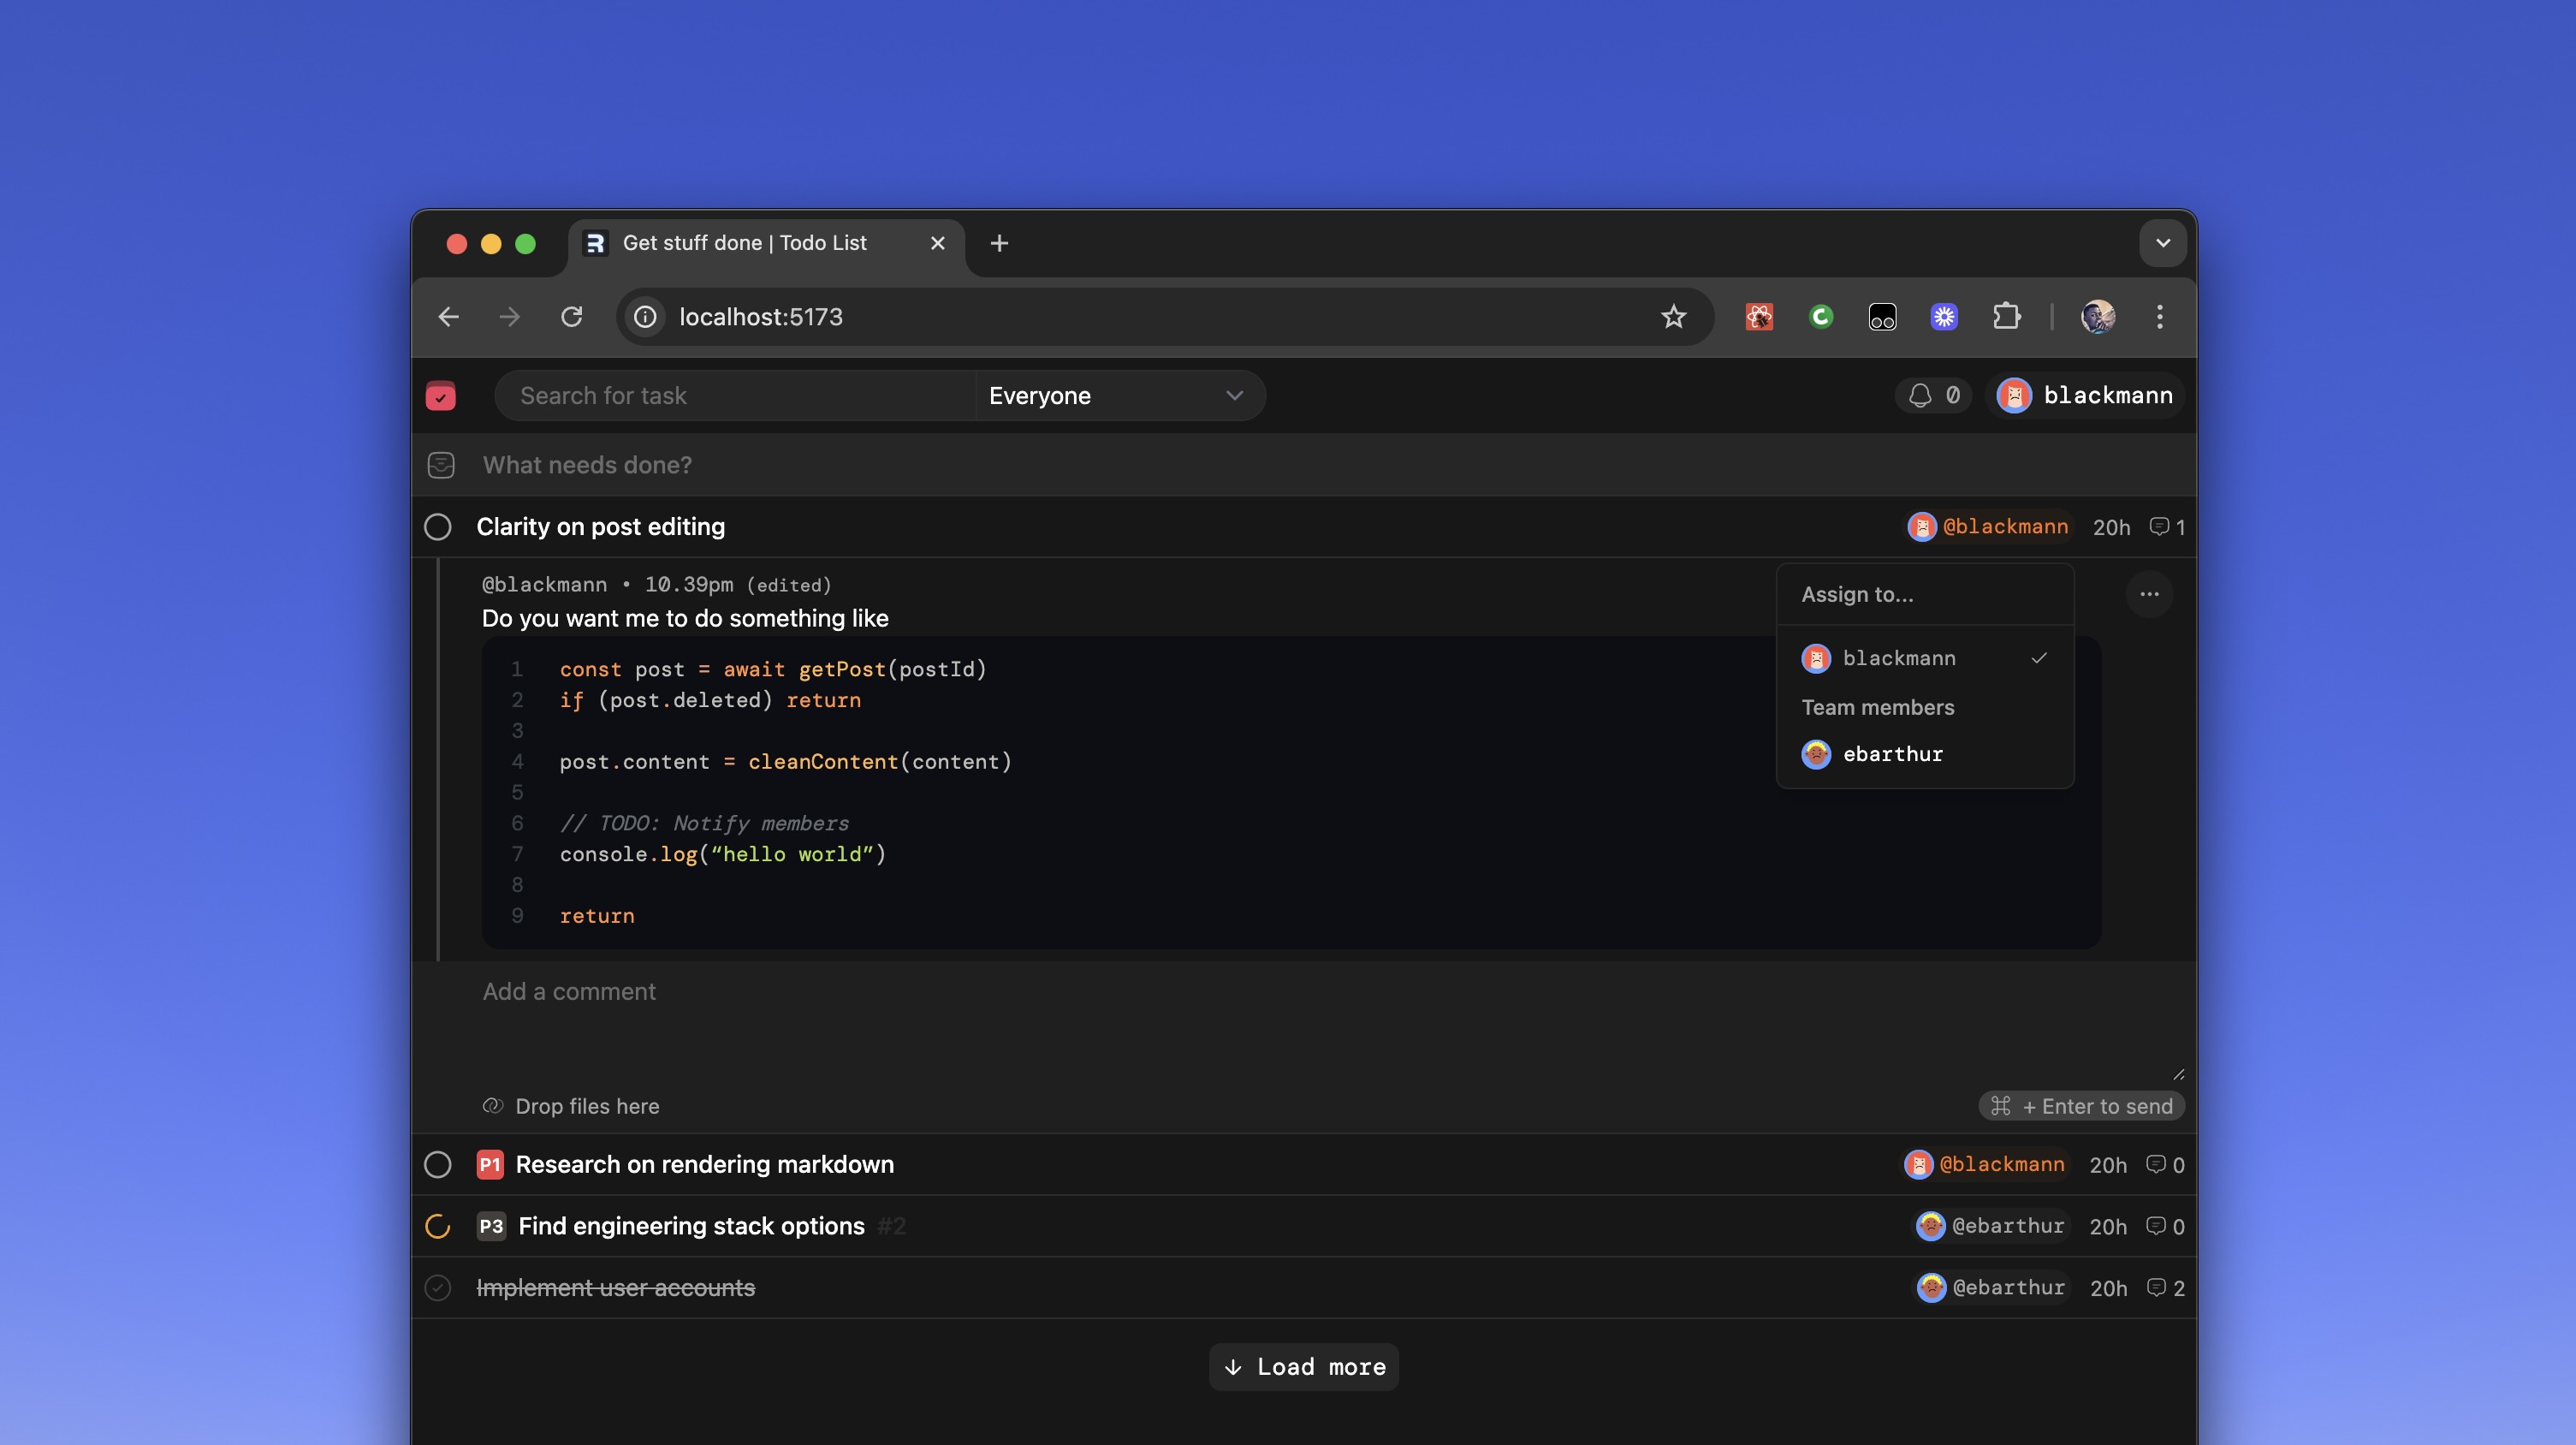 Get stuff done | Todo List
localhost:5173
Search for task Everyone 0 blackmann
What needs done?
Clarity on post editing @blackmann 20h 1
@blackmann • 10.39pm (edited)
Do you want me to do something like
1 const post = await getPost(postId)
2 if (post.deleted) return
3
4 post.content = cleanContent(content)
5
6 // TODO: Notify members
7 console.log(“hello world”)
8
9 return
Assign to...
blackmann
Team members
ebarthur
Add a comment
Drop files here ⌘ + Enter to send
P1 Research on rendering markdown @blackmann 20h 0
P3 Find engineering stack options #2 @ebarthur 20h 0
Implement user accounts @ebarthur 20h 2
Load more